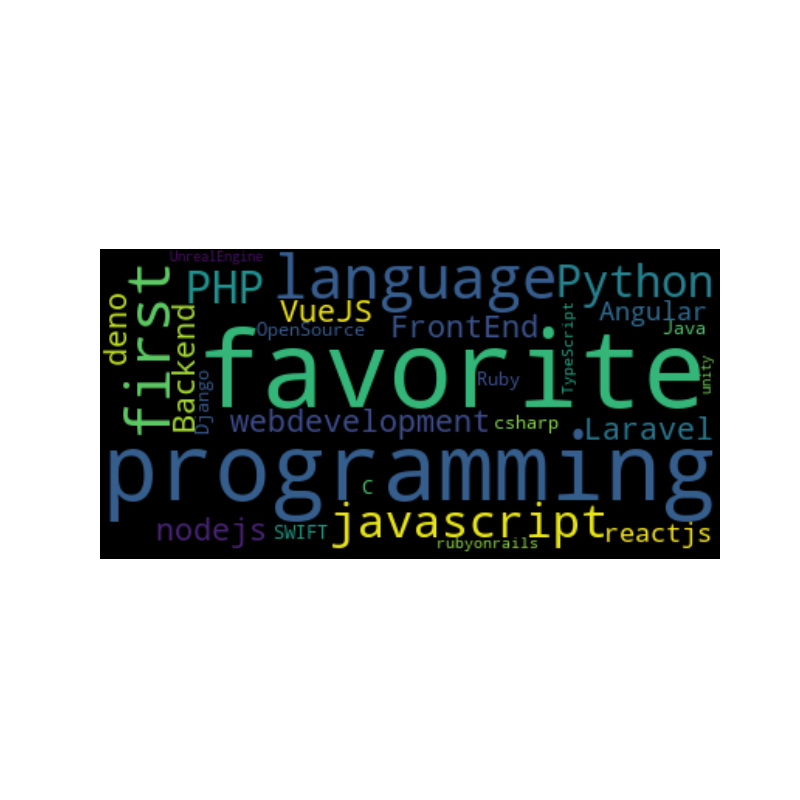 UnrealEngine
PHP
language
Python
deno
first
Backend
VueJS
OpenSource
FrontEnd
Angular
Java
TypeScript
favorite
Ruby
unity
Django
webdevelopment
csharp
.Laravel
programming
C
nodejs
SWIFT
javascript
reactjs
rubyonrails